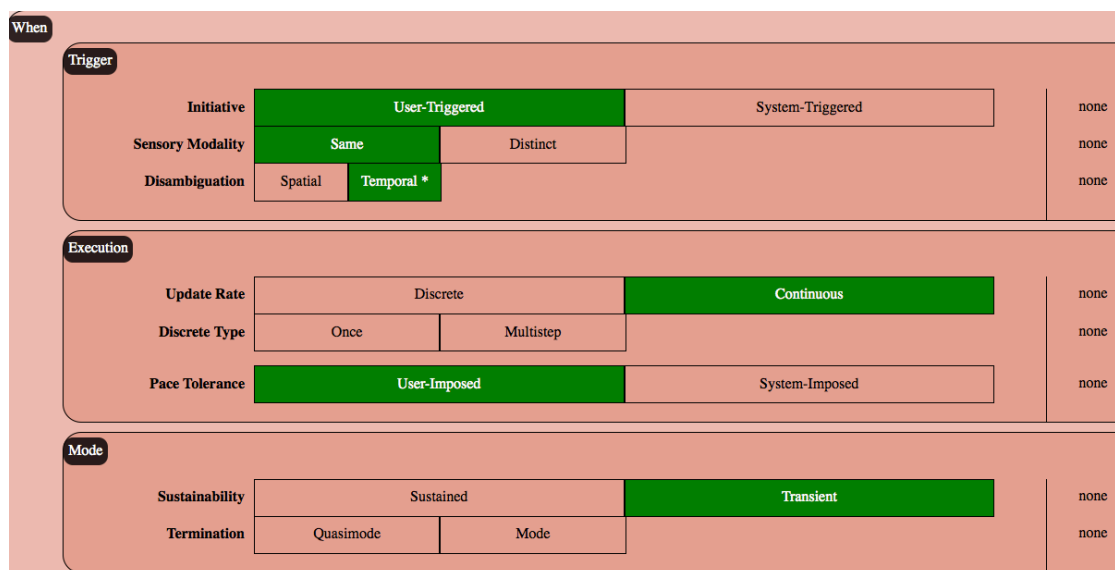 When
Trigger
Initiative User-Triggered System-Triggered none
Sensory Modality Same Distinct none
Disambiguation Spatial Temporal * none
Execution
Update Rate Discrete Continuous none
Discrete Type Once Multistep none
Pace Tolerance User-Imposed System-Imposed none
Mode
Sustainability Sustained Transient none
Termination Quasimode Mode none